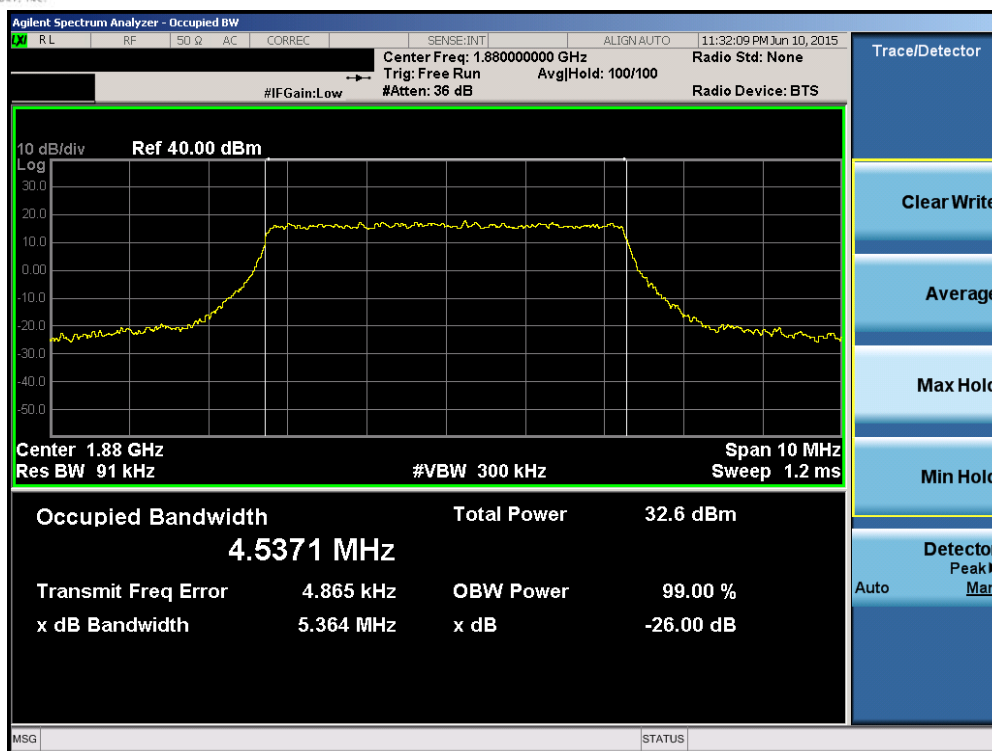 Agilent Spectrum Analyzer - Occupied BW
LXI RL RF 50 Ω AC CORREC SENSE:INT ALIGN AUTO 11:32:09 PM Jun 10, 2015
Center Freq: 1.880000000 GHz Radio Std: None
Trig: Free Run Avg|Hold: 100/100
#IFGain:Low #Atten: 36 dB Radio Device: BTS
10 dB/div Ref 40.00 dBm
Log
30.0
20.0
10.0
0.00
-10.0
-20.0
-30.0
-40.0
-50.0
Center 1.88 GHz Span 10 MHz
Res BW 91 kHz #VBW 300 kHz Sweep 1.2 ms
Occupied Bandwidth Total Power 32.6 dBm
4.5371 MHz
Transmit Freq Error 4.865 kHz OBW Power 99.00 %
x dB Bandwidth 5.364 MHz x dB -26.00 dB
MSG STATUS
Trace/Detector
Clear Write
Average
Max Hold
Min Hold
Detector
Peak
Auto Man